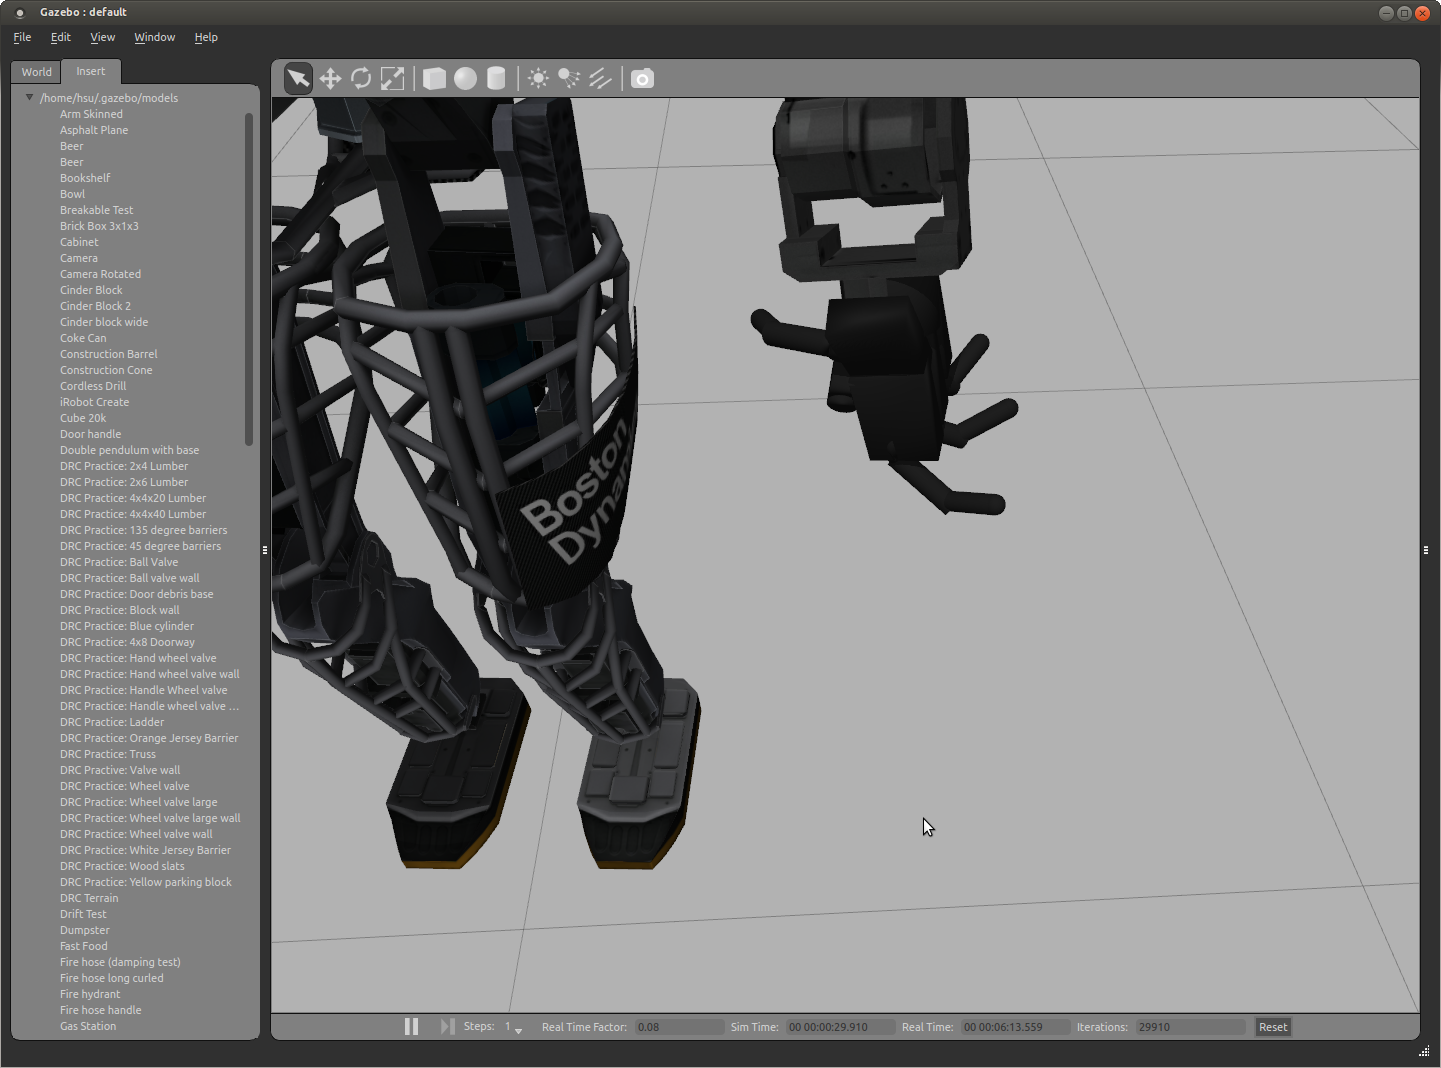 Gazebo : default
File Edit View Window Help
World Insert
/home/hsu/.gazebo/models
Arm Skinned
Asphalt Plane
Beer
Beer
Bookshelf
Bowl
Breakable Test
Brick Box 3x1x3
Cabinet
Camera
Camera Rotated
Cinder Block
Cinder Block 2
Cinder block wide
Coke Can
Construction Barrel
Construction Cone
Cordless Drill
iRobot Create
Cube 20k
Door handle
Double pendulum with base
DRC Practice: 2x4 Lumber
DRC Practice: 2x6 Lumber
DRC Practice: 4x4x20 Lumber
DRC Practice: 4x4x40 Lumber
DRC Practice: 135 degree barriers
DRC Practice: 45 degree barriers
DRC Practice: Ball Valve
DRC Practice: Ball valve wall
DRC Practice: Door debris base
DRC Practice: Block wall
DRC Practice: Blue cylinder
DRC Practice: 4x8 Doorway
DRC Practice: Hand wheel valve
DRC Practice: Hand wheel valve wall
DRC Practice: Handle Wheel valve
DRC Practice: Handle wheel valve ...
DRC Practice: Ladder
DRC Practice: Orange Jersey Barrier
DRC Practice: Truss
DRC Practive: Valve wall
DRC Practice: Wheel valve
DRC Practice: Wheel valve large
DRC Practice: Wheel valve large wall
DRC Practice: Wheel valve wall
DRC Practice: White Jersey Barrier
DRC Practice: Wood slats
DRC Practice: Yellow parking block
DRC Terrain
Drift Test
Dumpster
Fast Food
Fire hose (damping test)
Fire hose long curled
Fire hydrant
Fire hose handle
Gas Station
Boston
Dynam
Steps: 1 Real Time Factor: 0.08 Sim Time: 00 00:00:29.910 Real Time: 00 00:06:13.559 Iterations: 29910 Reset